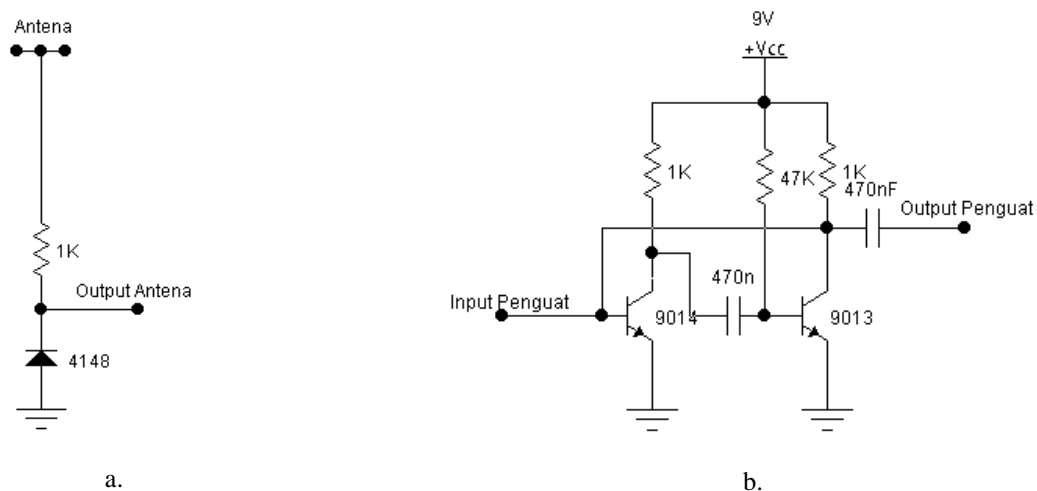 Antena
1K
Output Antena
4148
a.
9V
+Vcc
1K
47K
1K
470nF
Output Penguat
470n
Input Penguat
9014
9013
b.